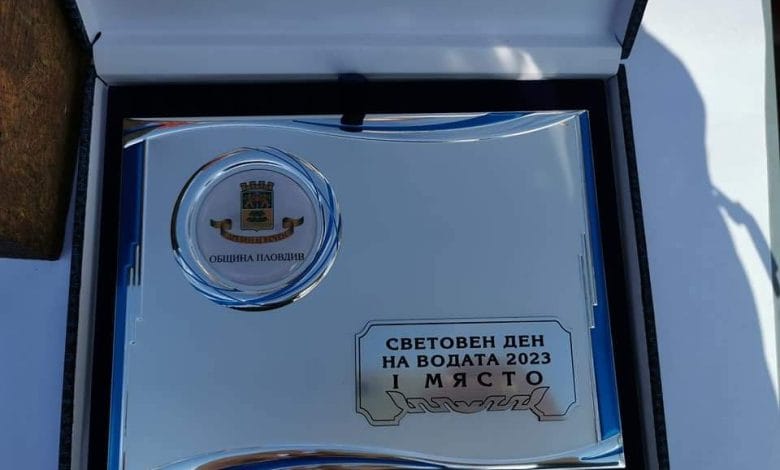 ОБЩИНА ПЛОВДИВ
СВЕТОВЕН ДЕН
НА ВОДАТА 2023
I МЯСТО